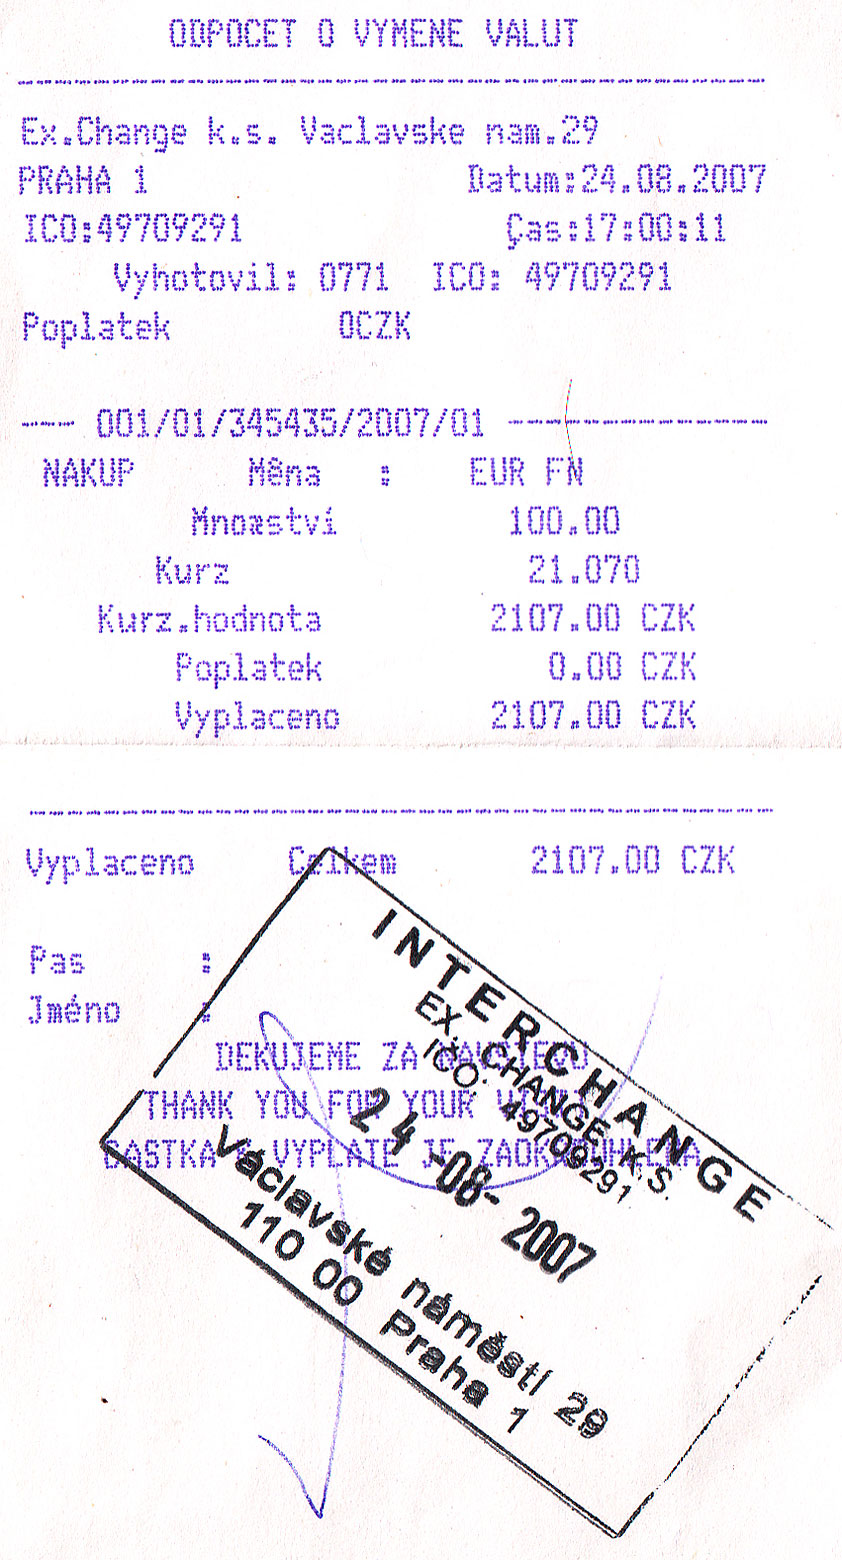 ODPOCET O VYMENE VALUT
Ex.Change k.s. Vaclavske nam.29
PRAHA 1 Datum:24.08.2007
ICO:49709291 Čas:17:00:11
Vyhotovil: 0771 ICO: 49709291
Poplatek 0CZK
--- 001/01/345435/2007/01 ---
NAKUP Měna : EUR FN
Mnozství 100.00
Kurz 21.070
Kurz.hodnota 2107.00 CZK
Poplatek 0.00 CZK
Vyplaceno 2107.00 CZK
Vyplaceno Celkem 2107.00 CZK
Pas :
Jméno :
DEKUJEME ZA
THANK YOU FOR YOUR
CASTKA VYPLATE JE
INTERCHANGE
EX. CHANGE K.S.
IČO: 49709291
24 -08- 2007
Václavské náměstí 29
110 00 Praha 1